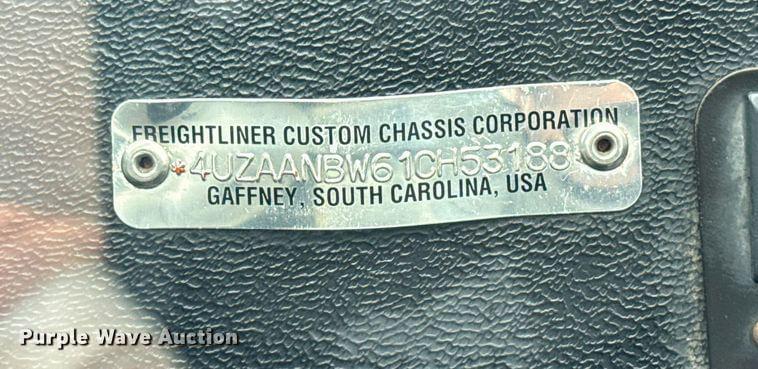 FREIGHTLINER CUSTOM CHASSIS CORPORATION
*4UZAANBW61CH53188
GAFFNEY, SOUTH CAROLINA, USA
Purple Wave Auction